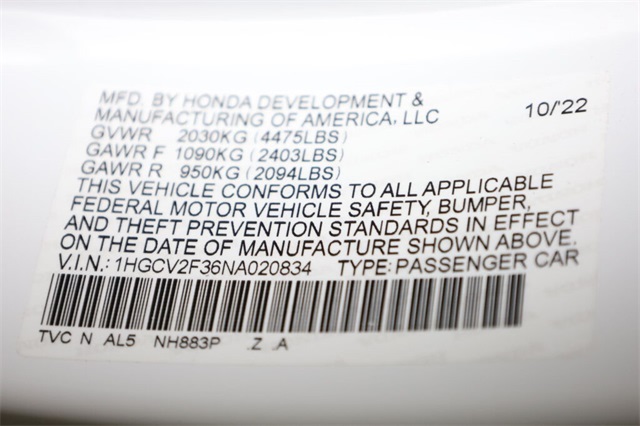 MFD. BY HONDA DEVELOPMENT &
MANUFACTURING OF AMERICA, LLC 10/'22
GVWR 2030KG (4475LBS)
GAWR F 1090KG (2403LBS)
GAWR R 950KG (2094LBS)
THIS VEHICLE CONFORMS TO ALL APPLICABLE
FEDERAL MOTOR VEHICLE SAFETY, BUMPER,
AND THEFT PREVENTION STANDARDS IN EFFECT
ON THE DATE OF MANUFACTURE SHOWN ABOVE.
V.I.N.: 1HGCV2F36NA020834 TYPE: PASSENGER CAR
TVC N AL5 NH883P .Z .A